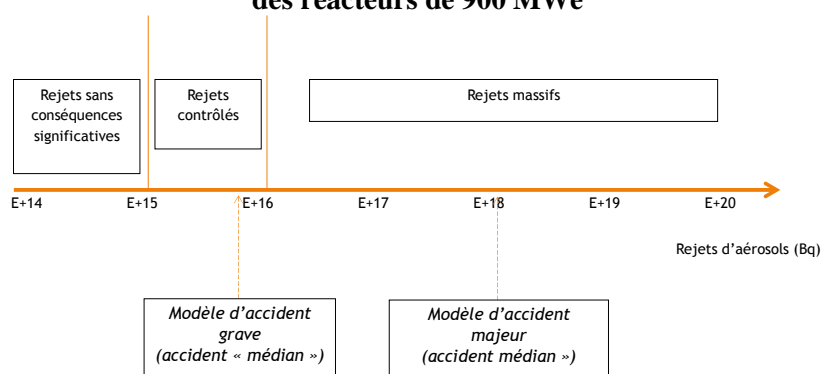 des réacteurs de 900 MWe
Rejets sans
conséquences
significatives
Rejets
contrôlés
Rejets massifs
E+14
E+15
E+16
E+17
E+18
E+19
E+20
Rejets d’aérosols (Bq)
Modèle d’accident
grave
(accident « médian »)
Modèle d’accident
majeur
(accident médian »)